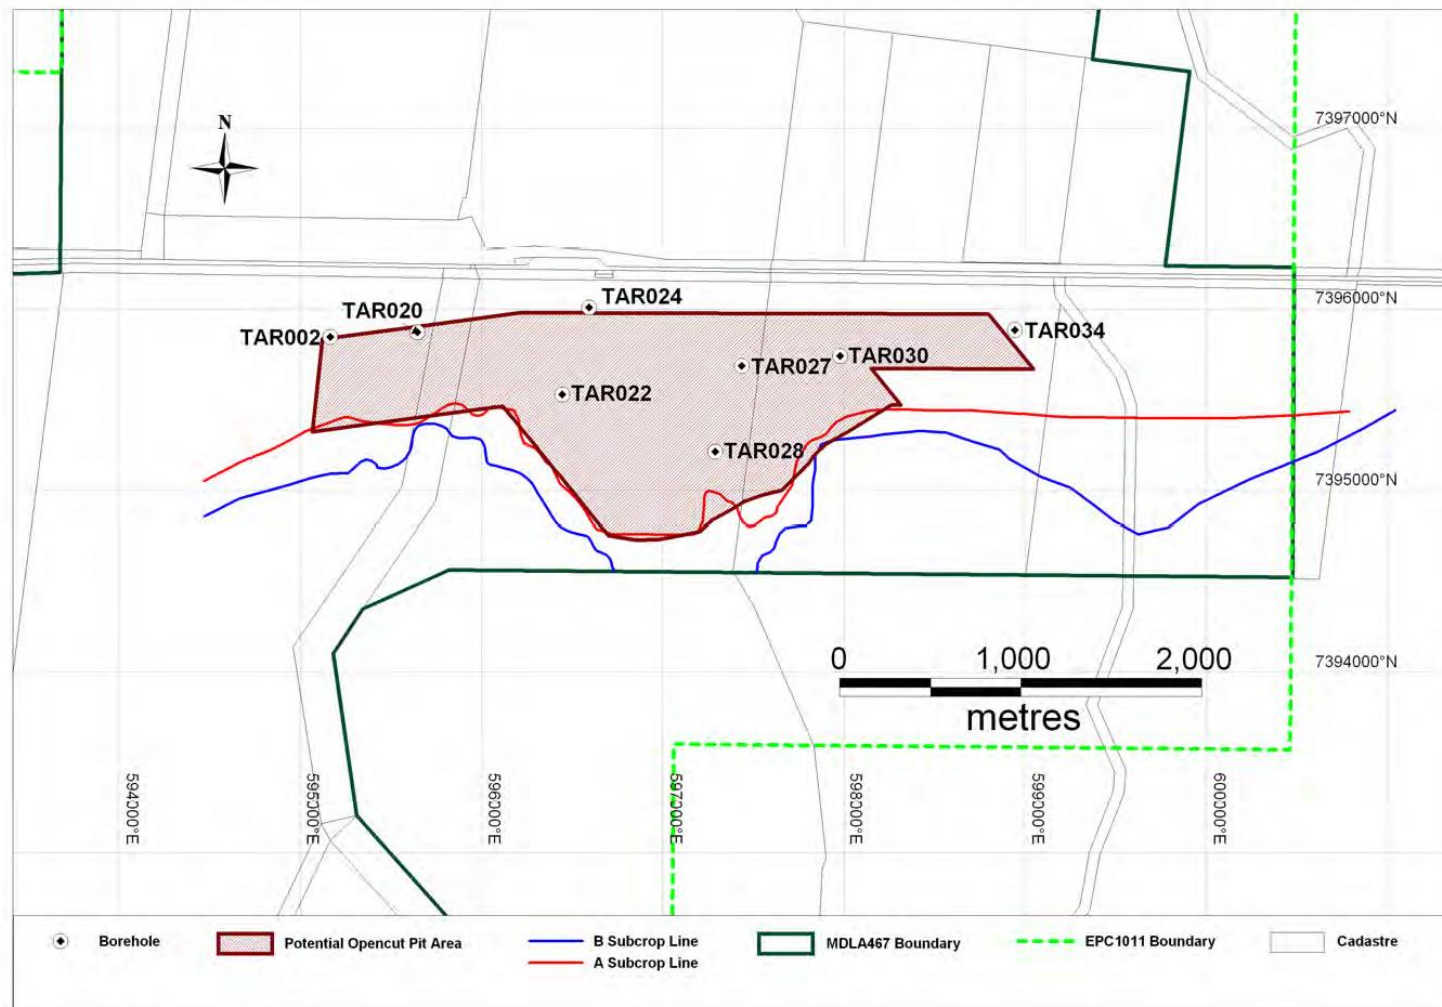 N
7397000°N
TAR024
TAR020
7396000°N
TAR002
TAR034
TAR030
TAR027
TAR022
TAR028
7395000°N
0 1,000 2,000
7394000°N
metres
594000°E
595000°E
596000°E
597000°E
598000°E
599000°E
600000°E
Borehole
Potential Opencut Pit Area
B Subcrop Line
A Subcrop Line
MDLA467 Boundary
EPC1011 Boundary
Cadastre